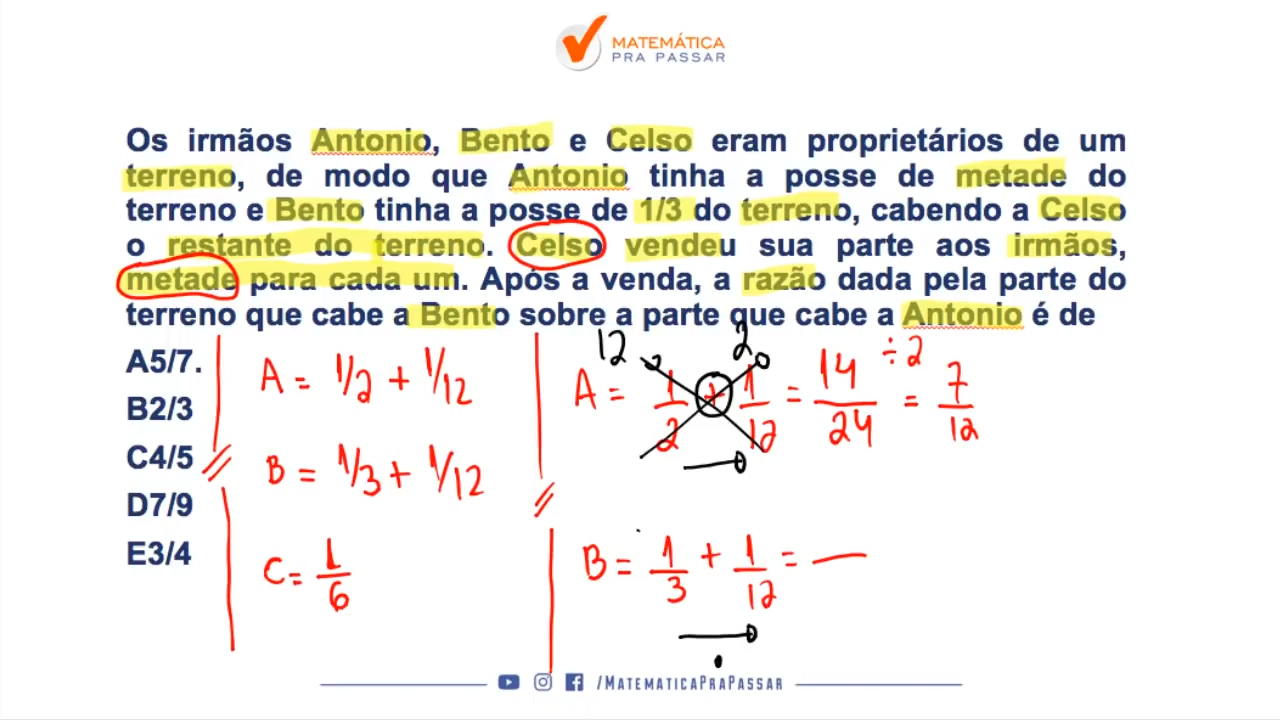 MATEMÁTICA
PRA PASSAR
Os irmãos Antonio, Bento e Celso eram proprietários de um
terreno, de modo que Antonio tinha a posse de metade do
terreno e Bento tinha a posse de 1/3 do terreno, cabendo a Celso
o restante do terreno. Celso vendeu sua parte aos irmãos,
metade para cada um. Após a venda, a razão dada pela parte do
terreno que cabe a Bento sobre a parte que cabe a Antonio é de
A5/7.
B2/3
C4/5
D7/9
E3/4
A = 1/2 + 1/12
B = 1/3 + 1/12
C = 1/6
12 2
A = 1/2 + 1/12 = 14/24 ÷2 = 7/12
B = 1/3 + 1/12 = —
/MATEMATICAPRAPASSAR